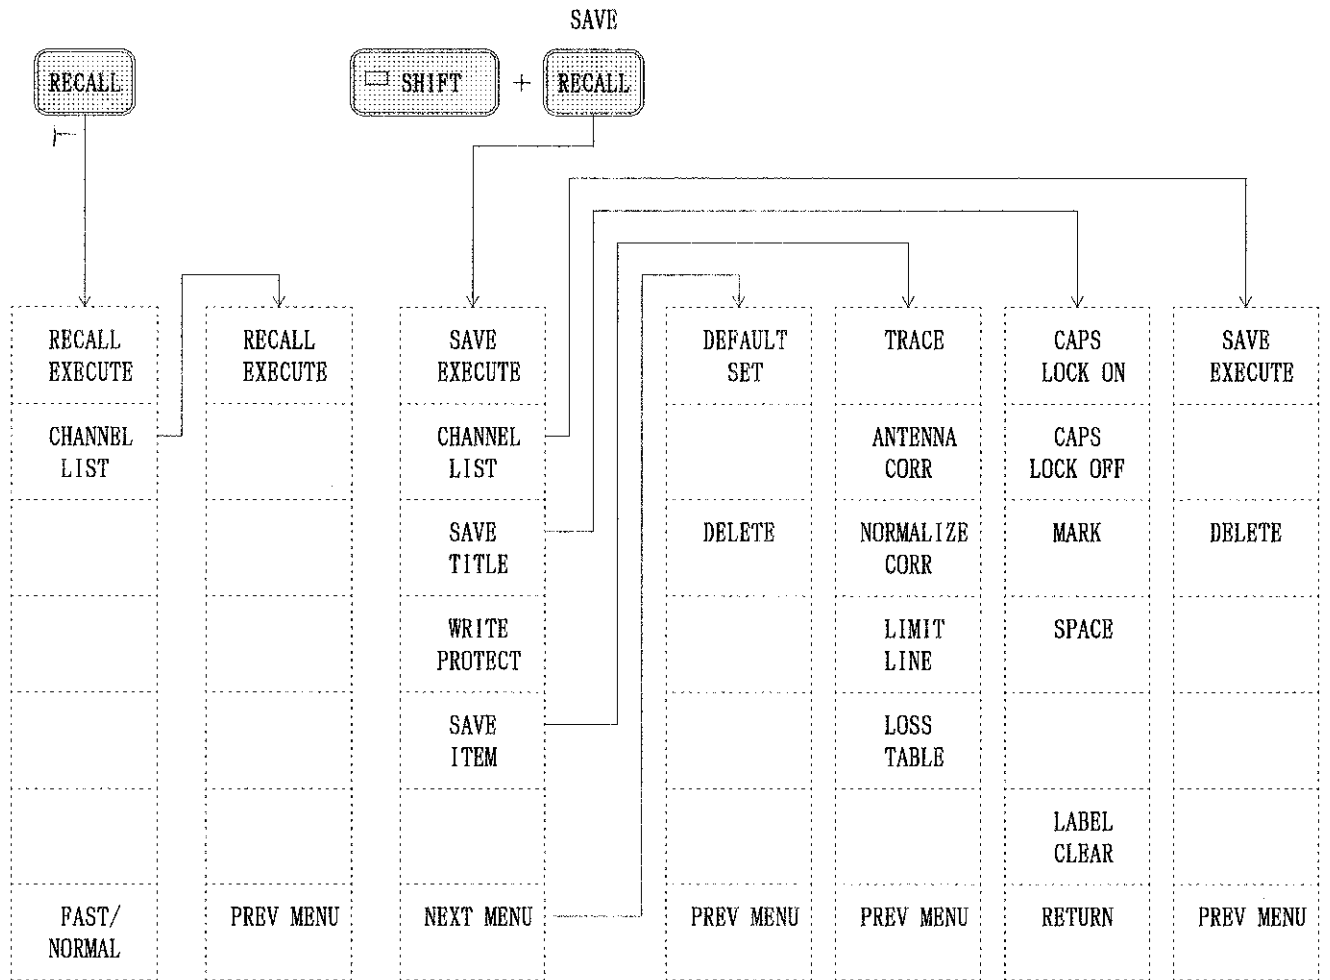 SAVE
RECALL
SHIFT
+
RECALL
RECALL
EXECUTE
CHANNEL
LIST
FAST/
NORMAL
RECALL
EXECUTE
PREV MENU
SAVE
EXECUTE
CHANNEL
LIST
SAVE
TITLE
WRITE
PROTECT
SAVE
ITEM
NEXT MENU
DEFAULT
SET
DELETE
PREV MENU
TRACE
ANTENNA
CORR
NORMALIZE
CORR
LIMIT
LINE
LOSS
TABLE
PREV MENU
CAPS
LOCK ON
CAPS
LOCK OFF
MARK
SPACE
LABEL
CLEAR
RETURN
SAVE
EXECUTE
DELETE
PREV MENU